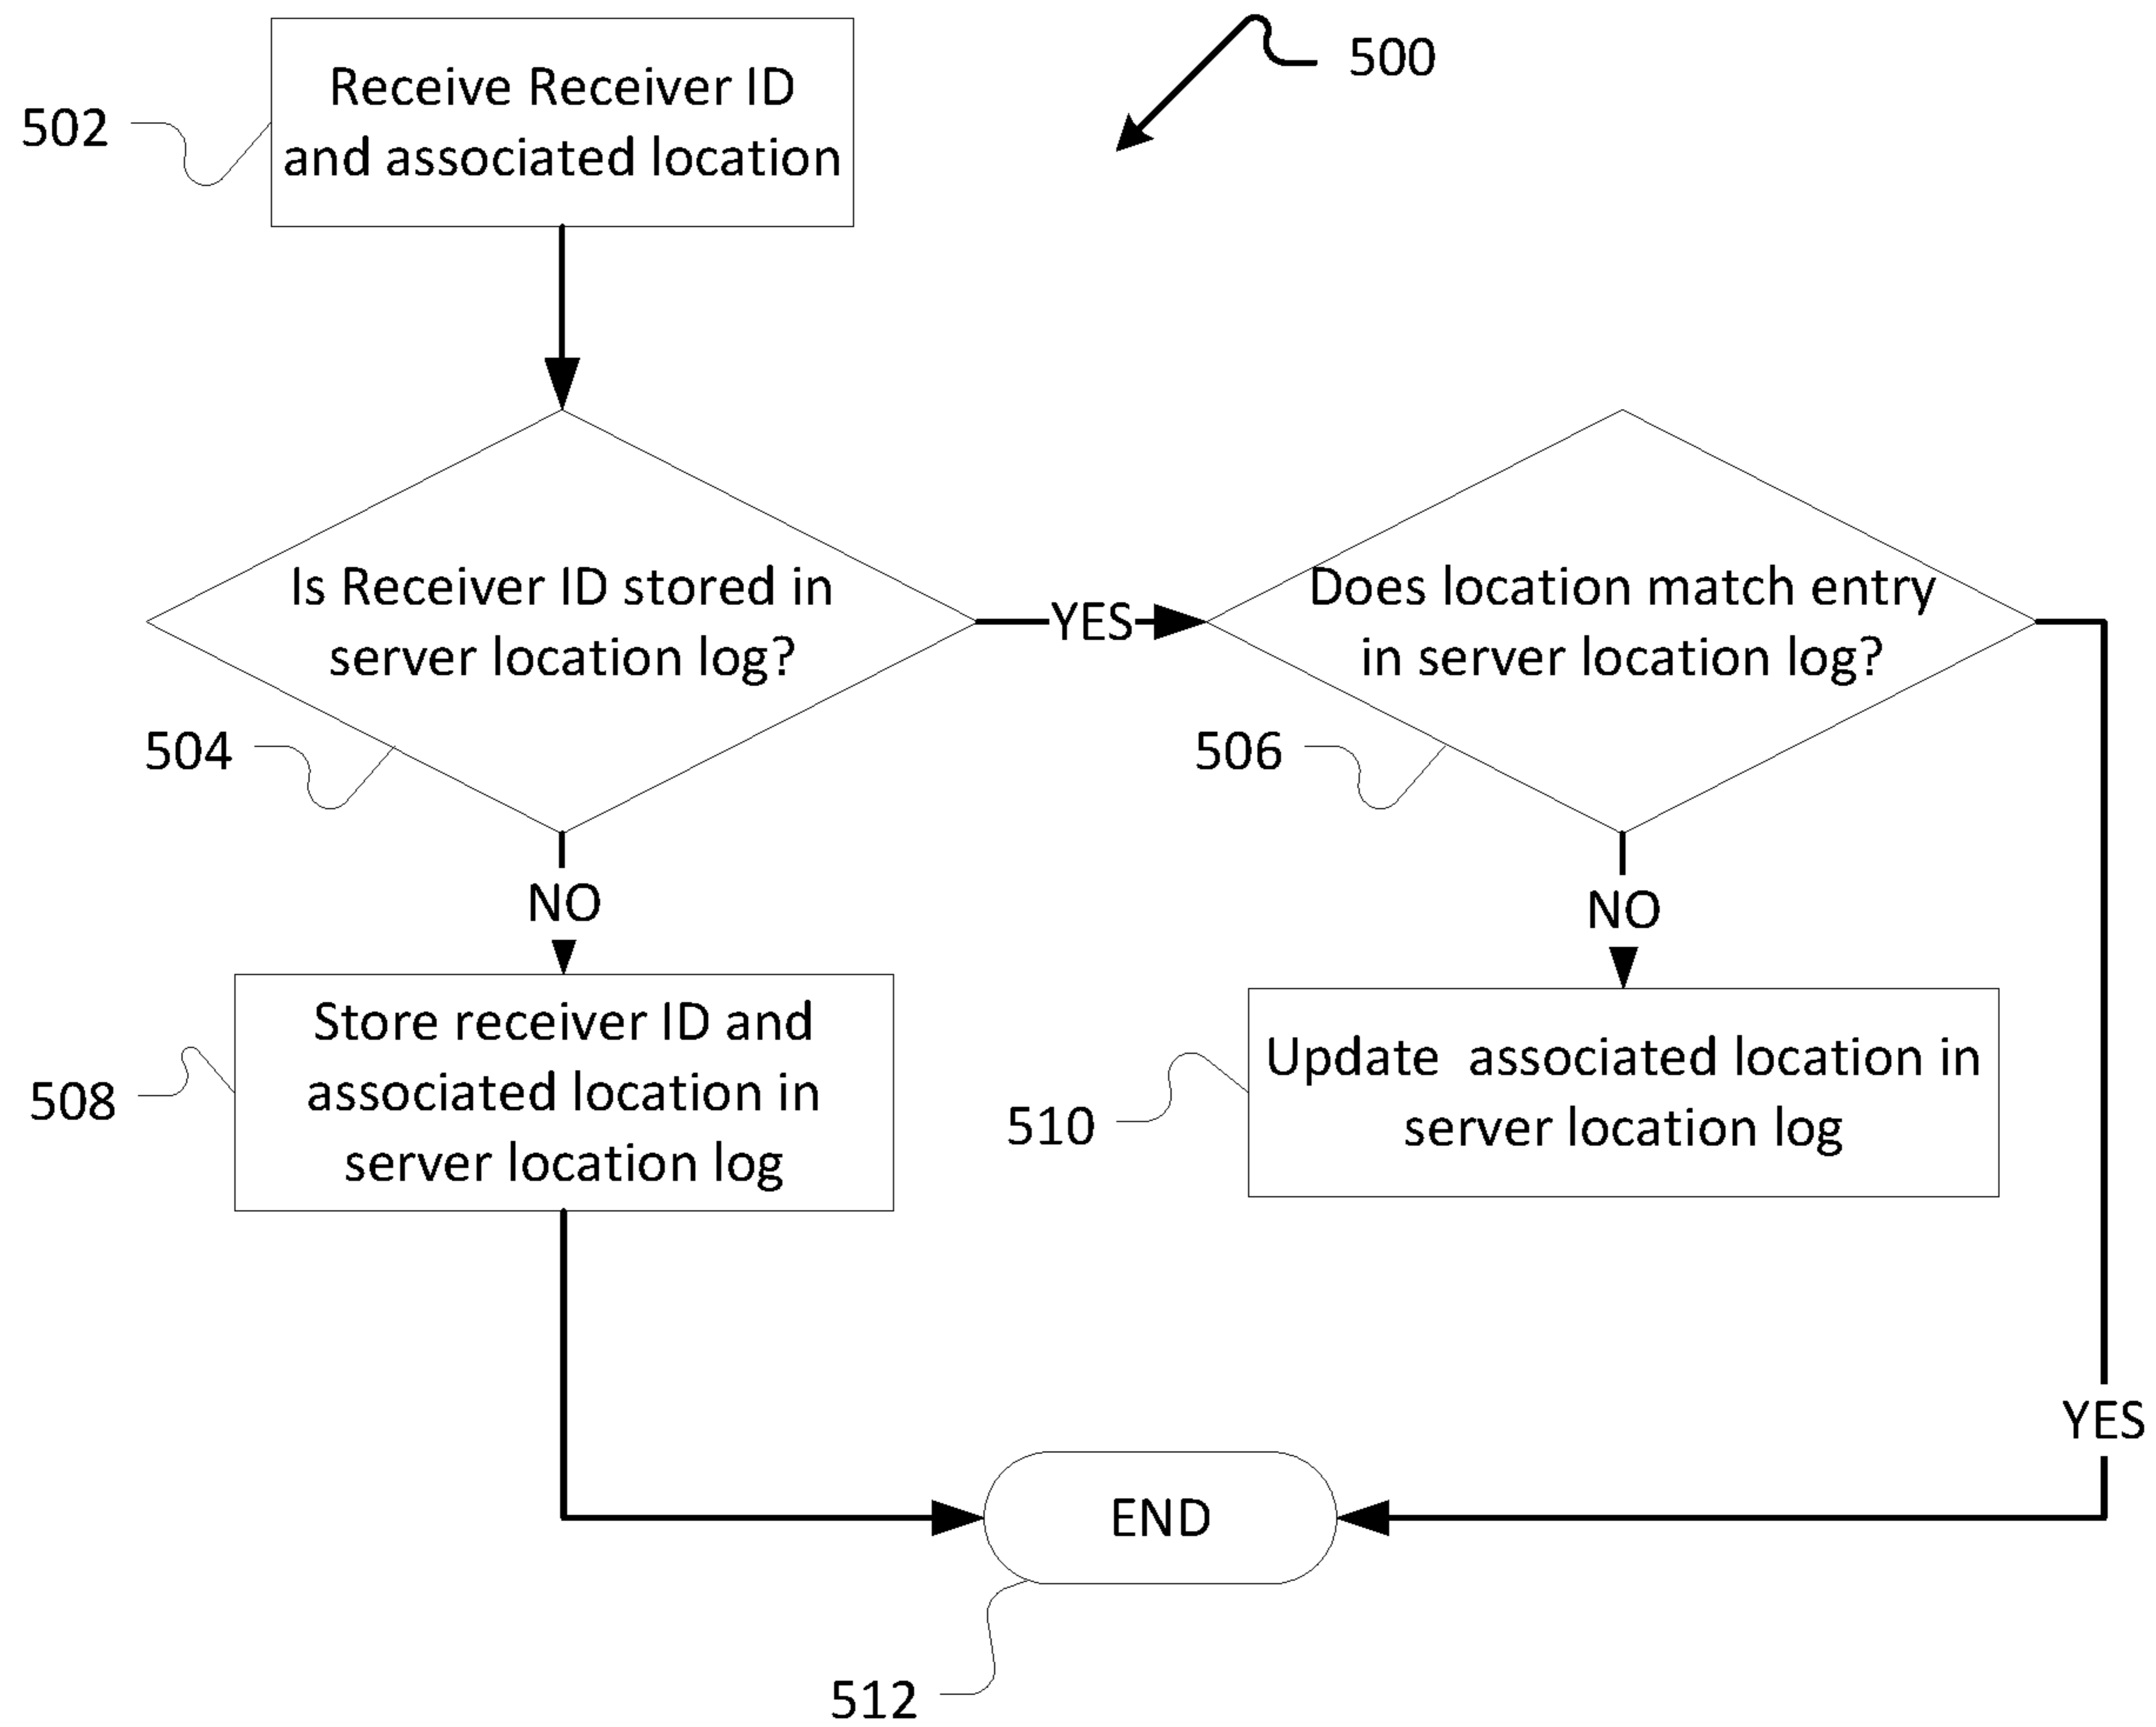 500
Receive Receiver ID
and associated location
502
Is Receiver ID stored in
server location log?
504
YES
Does location match entry
in server location log?
506
NO
NO
Store receiver ID and
associated location in
server location log
508
Update  associated location in
server location log
510
YES
END
512